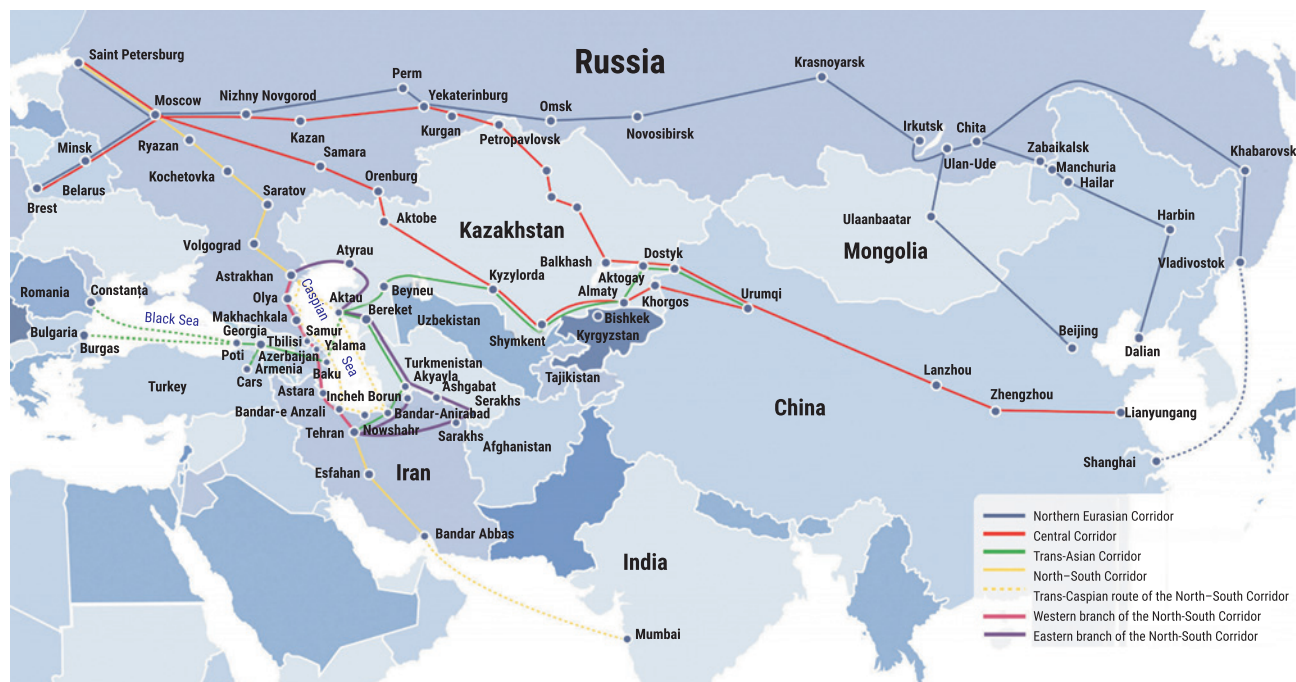 Russia
Saint Petersburg
Moscow
Nizhny Novgorod
Perm
Yekaterinburg
Kazan
Kurgan
Petropavlovsk
Omsk
Novosibirsk
Krasnoyarsk
Irkutsk
Chita
Ulan-Ude
Zabaikalsk
Manchuria
Hailar
Khabarovsk
Minsk
Belarus
Brest
Ryazan
Kochetovka
Samara
Saratov
Orenburg
Aktobe
Kazakhstan
Ulaanbaatar
Mongolia
Harbin
Vladivostok
Volgograd
Atyrau
Astrakhan
Balkhash
Dostyk
Aktogay
Romania
Constanța
Olya
Caspian
Sea
Aktau
Beyneu
Kyzylorda
Almaty
Khorgos
Urumqi
Black Sea
Makhachkala
Bereket
Uzbekistan
Bishkek
Kyrgyzstan
Bulgaria
Burgas
Georgia
Poti
Tbilisi
Samur
Yalama
Shymkent
Beijing
Dalian
Azerbaijan
Armenia
Cars
Baku
Turkey
Turkmenistan
Akyayla
Ashgabat
Serakhs
Tajikistan
Astara
Incheh Borun
Bandar-e Anzali
Bandar-Anirabad
Tehran
Nowshahr
Sarakhs
Afghanistan
Lanzhou
Zhengzhou
Lianyungang
China
Shanghai
Esfahan
Iran
Bandar Abbas
India
Mumbai
Northern Eurasian Corridor
Central Corridor
Trans-Asian Corridor
North–South Corridor
Trans-Caspian route of the North–South Corridor
Western branch of the North-South Corridor
Eastern branch of the North-South Corridor